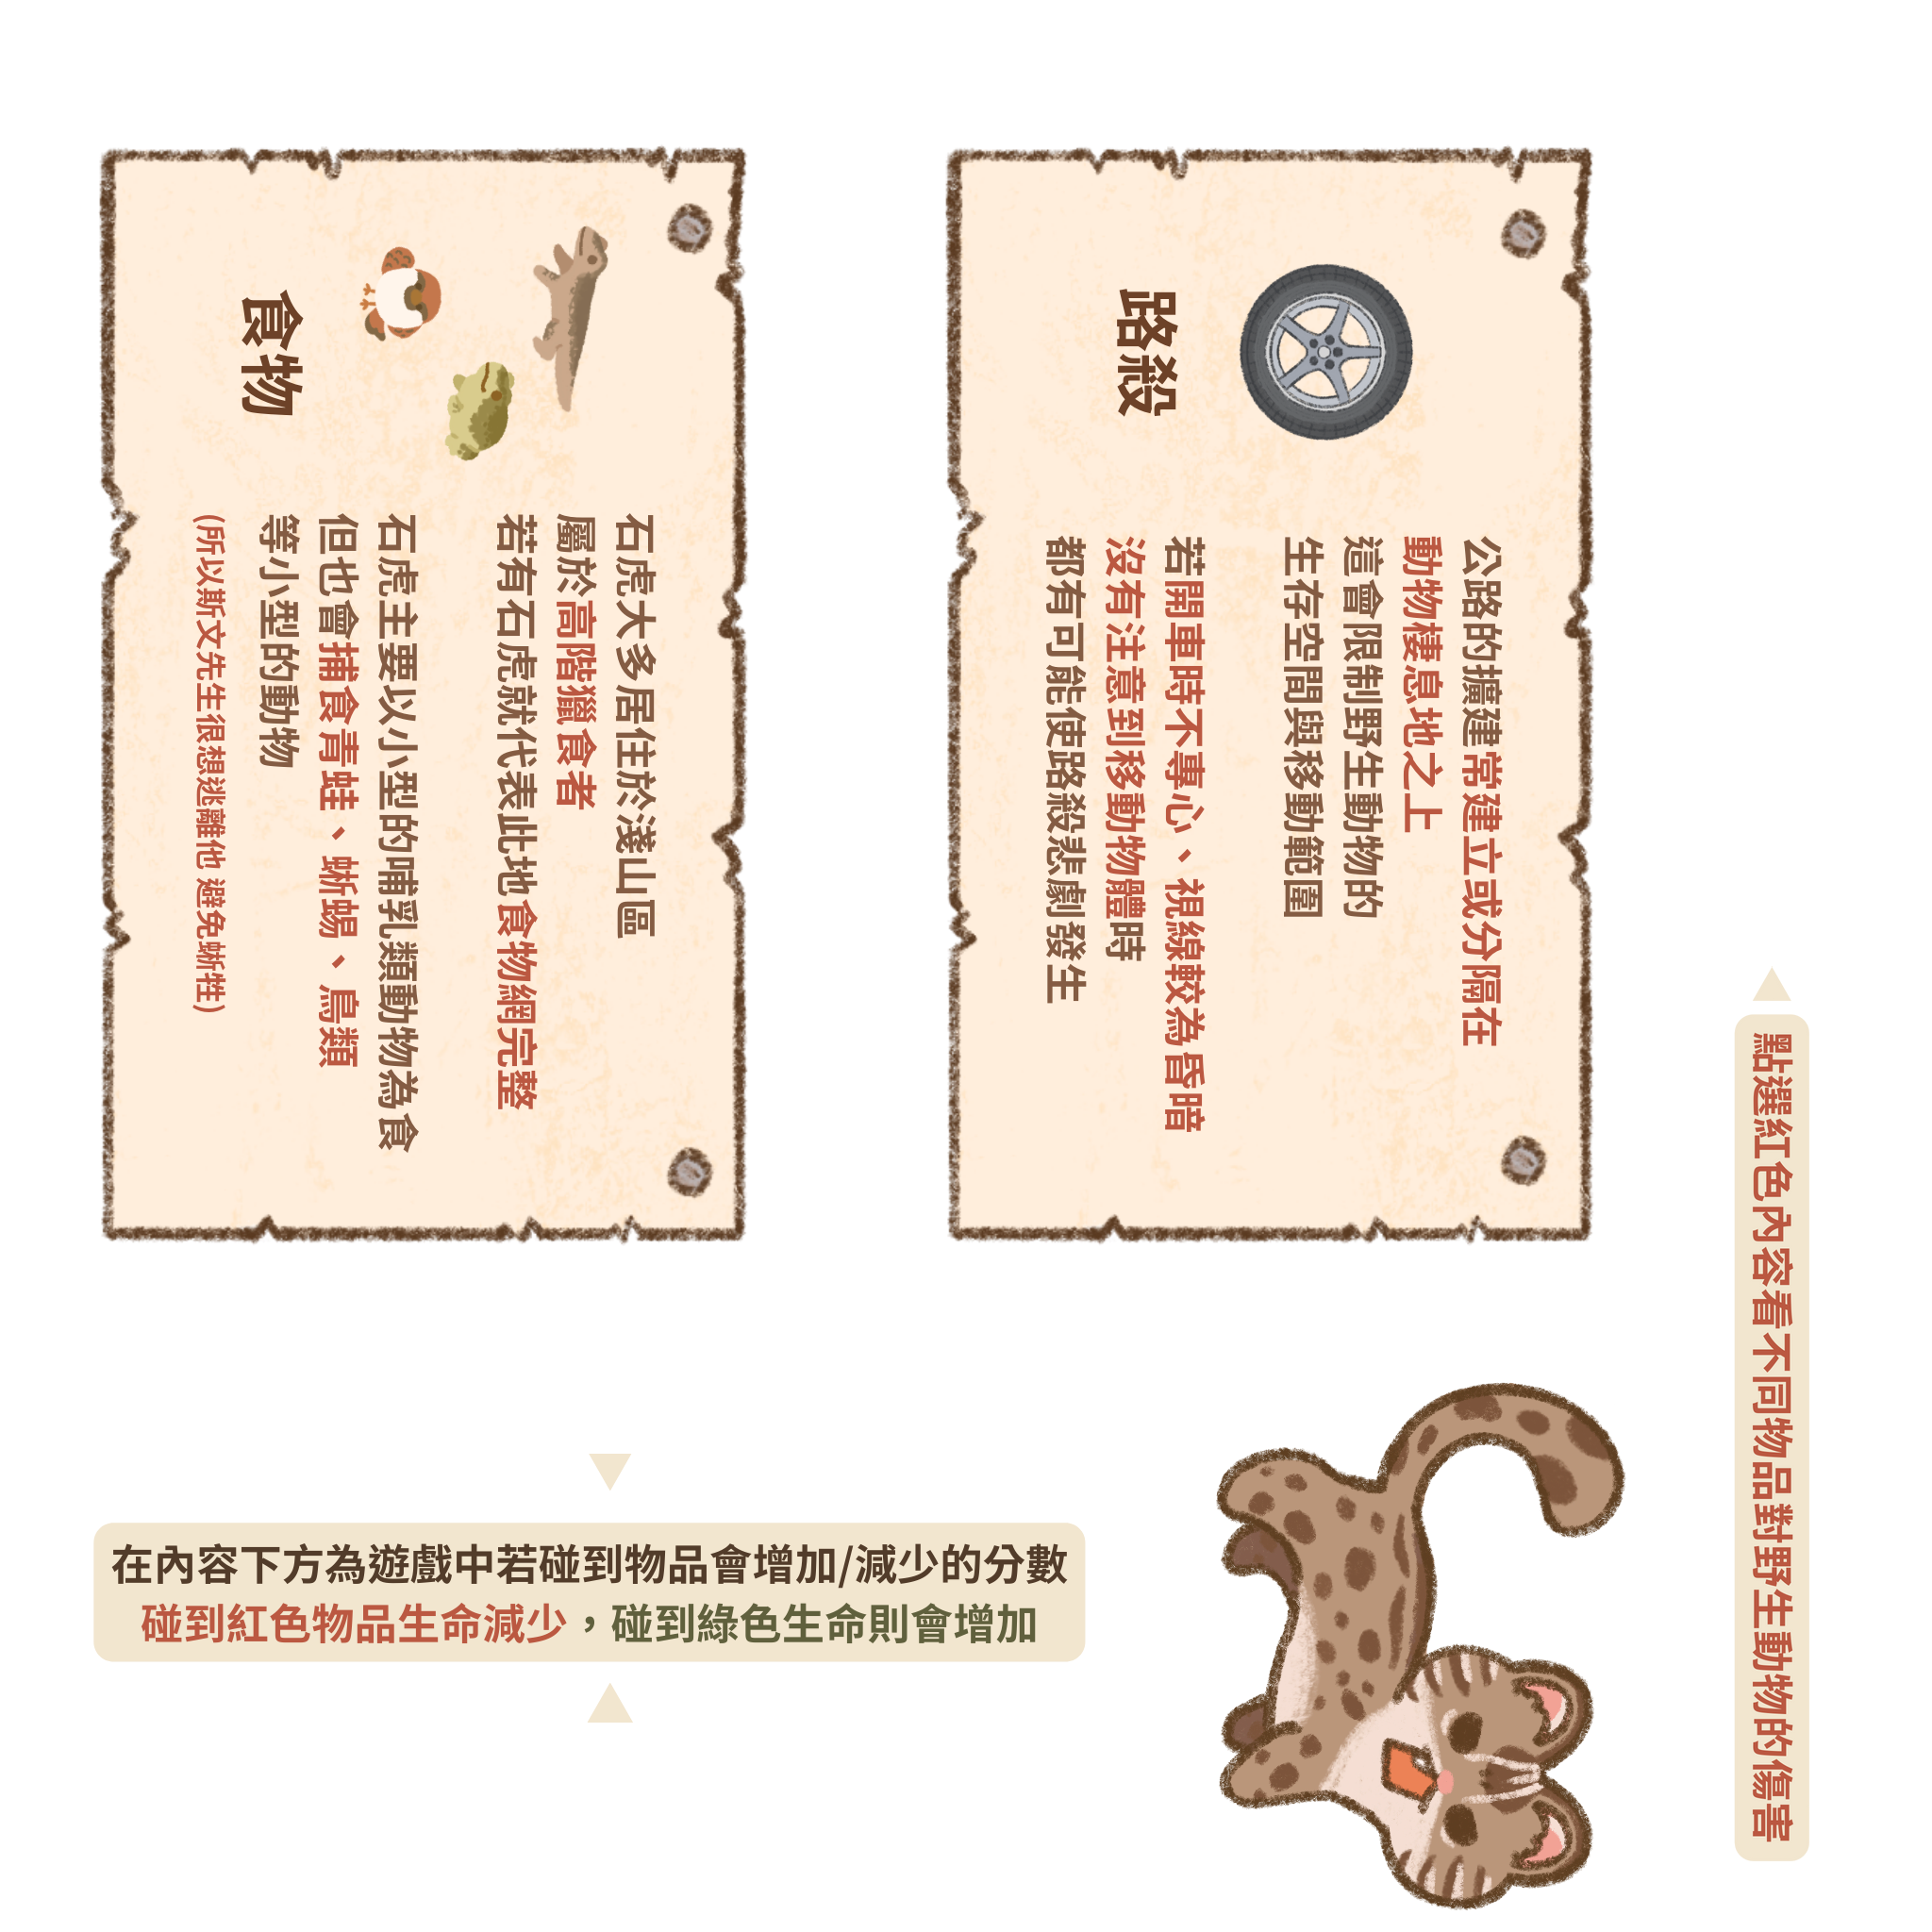 點選紅色內容看不同物品對野生動物的傷害
路殺
公路的擴建常建立或分隔在
動物棲息地之上
這會限制野生動物的
生存空間與移動範圍
若開車時不專心、視線較為昏暗
沒有注意到移動物體時
都有可能使路殺悲劇發生
食物
石虎大多居住於淺山區
屬於高階獵食者
若有石虎就代表此地食物網完整
石虎主要以小型的哺乳類動物為食
但也會捕食青蛙、蜥蜴、鳥類
等小型的動物
(所以斯文先生很想逃離他 避免蜥牲)
在內容下方為遊戲中若碰到物品會增加/減少的分數
碰到紅色物品生命減少，碰到綠色生命則會增加